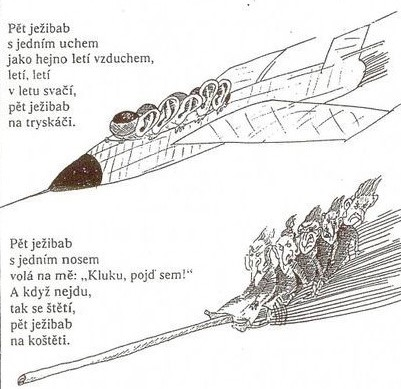 Pět ježibab
s jedním uchem
jako hejno letí vzduchem,
letí, letí
v letu svačí,
pět ježibab
na tryskáči.
Pět ježibab
s jedním nosem
volá na mě: „Kluku, pojď sem!"
A když nejdu,
tak se štětí,
pět ježibab
na koštěti.